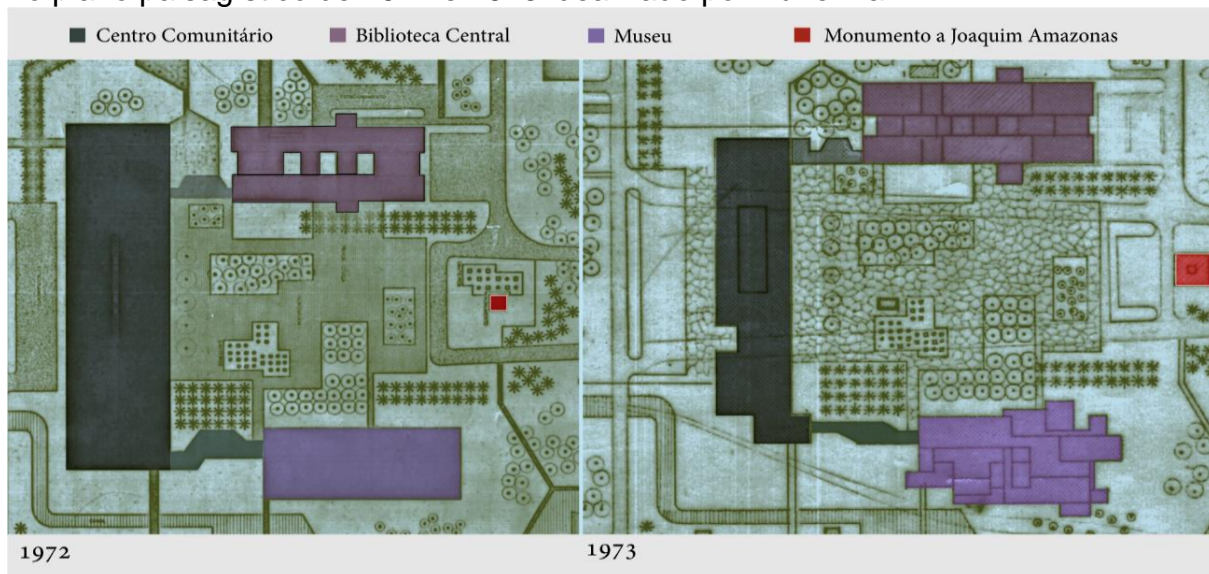 Centro Comunitário
Biblioteca Central
Museu
Monumento a Joaquim Amazonas
1972
1973